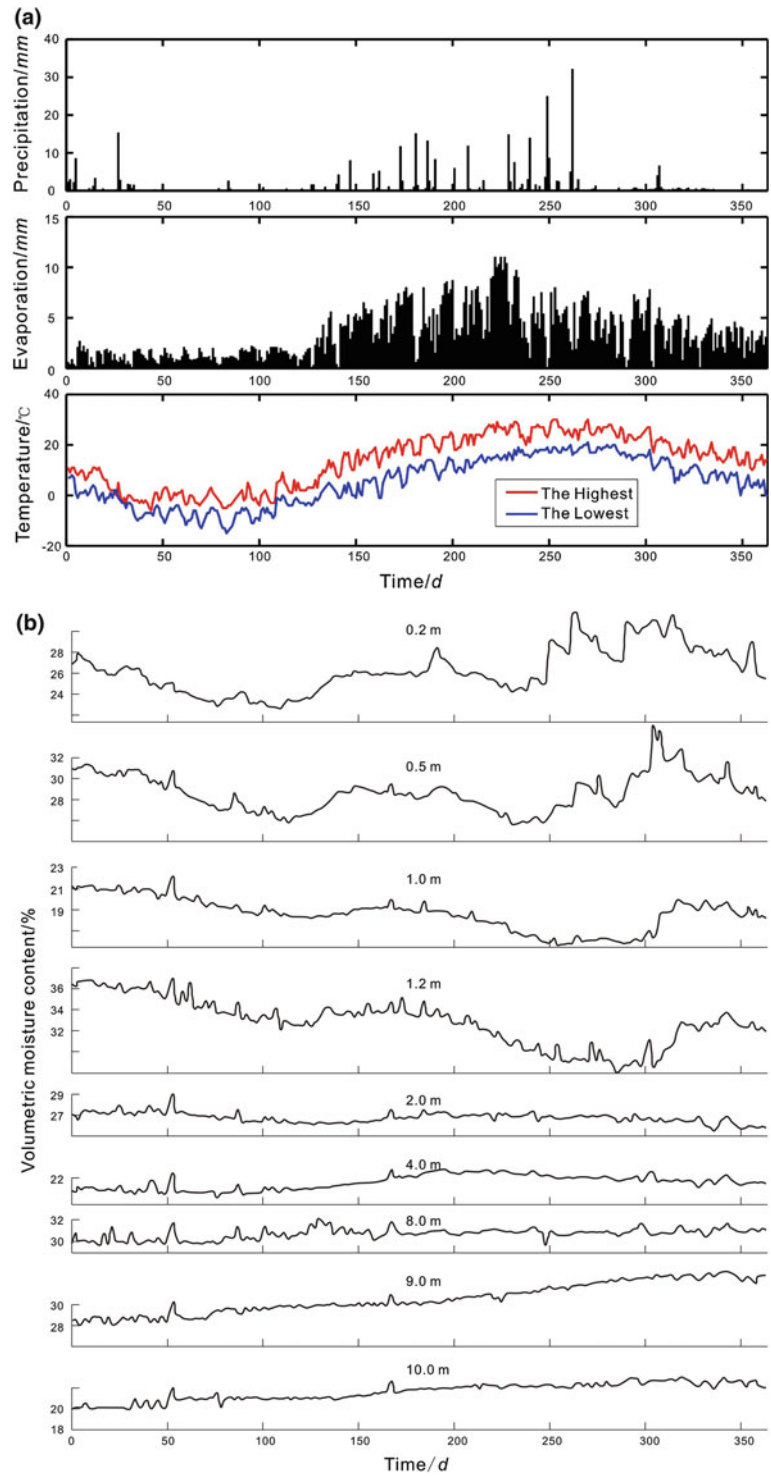 (a)
Precipitation/mm
40
30
20
10
0
0 50 100 150 200 250 300 350
Evaporation/mm
15
10
5
0
0 50 100 150 200 250 300 350
Temperature/℃
40
20
0
-20
The Highest
The Lowest
0 50 100 150 200 250 300 350
Time/d
(b)
Volumetric moisture content/%
0.2 m
28
26
24
0.5 m
32
30
28
1.0 m
23
21
19
1.2 m
36
34
32
2.0 m
29
27
4.0 m
22
8.0 m
32
30
9.0 m
30
28
10.0 m
20
18
0 50 100 150 200 250 300 350
Time/d